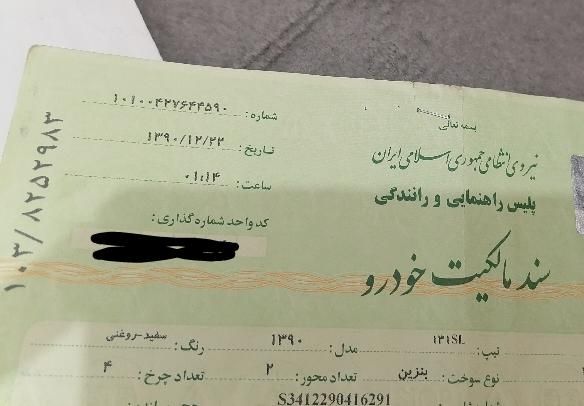 بسمه تعالی
نیروی انتظامی جمهوری اسلامی ایران
پلیس راهنمایی و رانندگی
سند مالکیت خودرو
شماره: ۱۰۱۰۰۴۲۷۶۴۴۵۹۰
تاریخ: ۱۳۹۰/۱۲/۲۲
ساعت: ۰۱:۱۴
کد واحد شماره گذاری:
۱۰۳/۸۲۵۲۹۸۳
تیپ: ۱۳۱SL مدل: ۱۳۹۰ رنگ: سفید-روغنی
نوع سوخت: بنزین تعداد محور: ۲ تعداد چرخ: ۴
S3412290416291